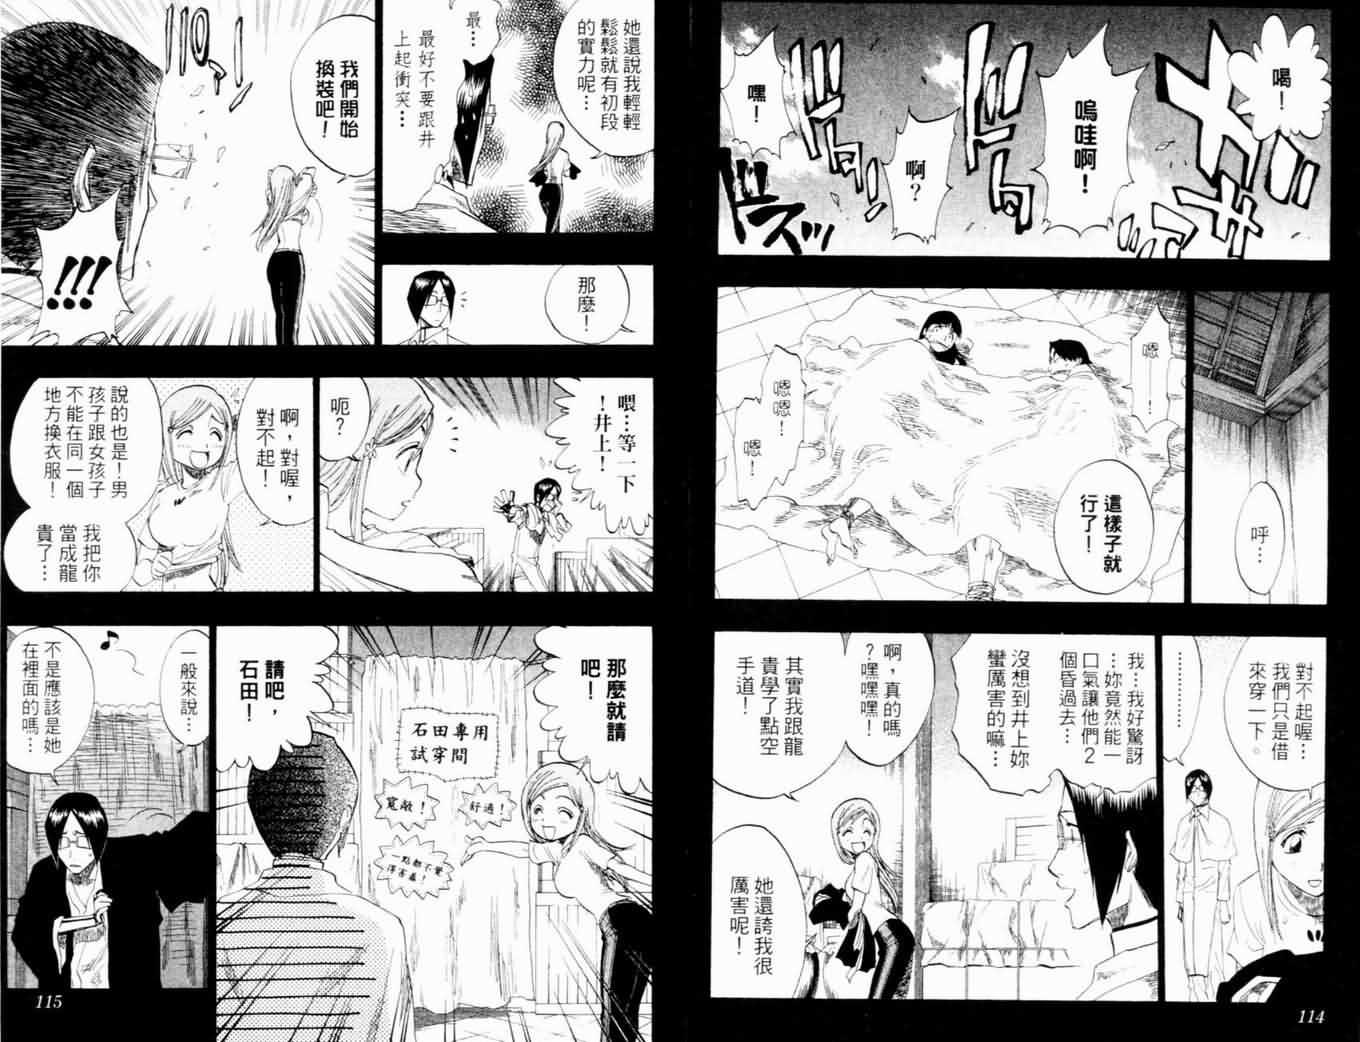 喝！
嗚哇啊！
啊？
嘿！
呼…
嗯…！
嗯嗯…！
嗯！
這樣子就
行了！
對不起喔…
我們只是借
來穿一下。
………
我…我好驚訝
…妳竟然能一
口氣讓他們2
個昏過去…
沒想到井上妳
蠻厲害的嘛…
啊，真的嗎
？嘿嘿嘿！
其實我跟龍
貴學了點空
手道！
她還誇我很
厲害呢！
114
她還說我輕輕
鬆鬆就有初段
的實力呢…
最…
最好不要跟井
上起衝突…
那麼！
我們開始
換裝吧！
!!!!
喂…等一下
！井上！
呃？
啊，對喔，
對不起！
說的也是！男
孩子跟女孩子
不能在同一個
地方換衣服！
我把你
當成龍
貴了…
那麼就請
吧！
請吧，
石田！
石田專用
試穿間
寬敞！
舒適！
一般來說…
不是應該是她
在裡面的嗎…
115